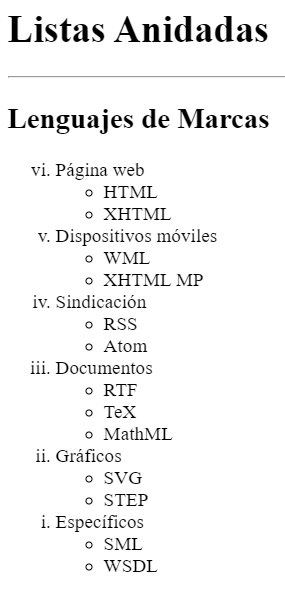 Listas Anidadas
Lenguajes de Marcas
vi. Página web
HTML
XHTML
v. Dispositivos móviles
WML
XHTML MP
iv. Sindicación
RSS
Atom
iii. Documentos
RTF
TeX
MathML
ii. Gráficos
SVG
STEP
i. Específicos
SML
WSDL